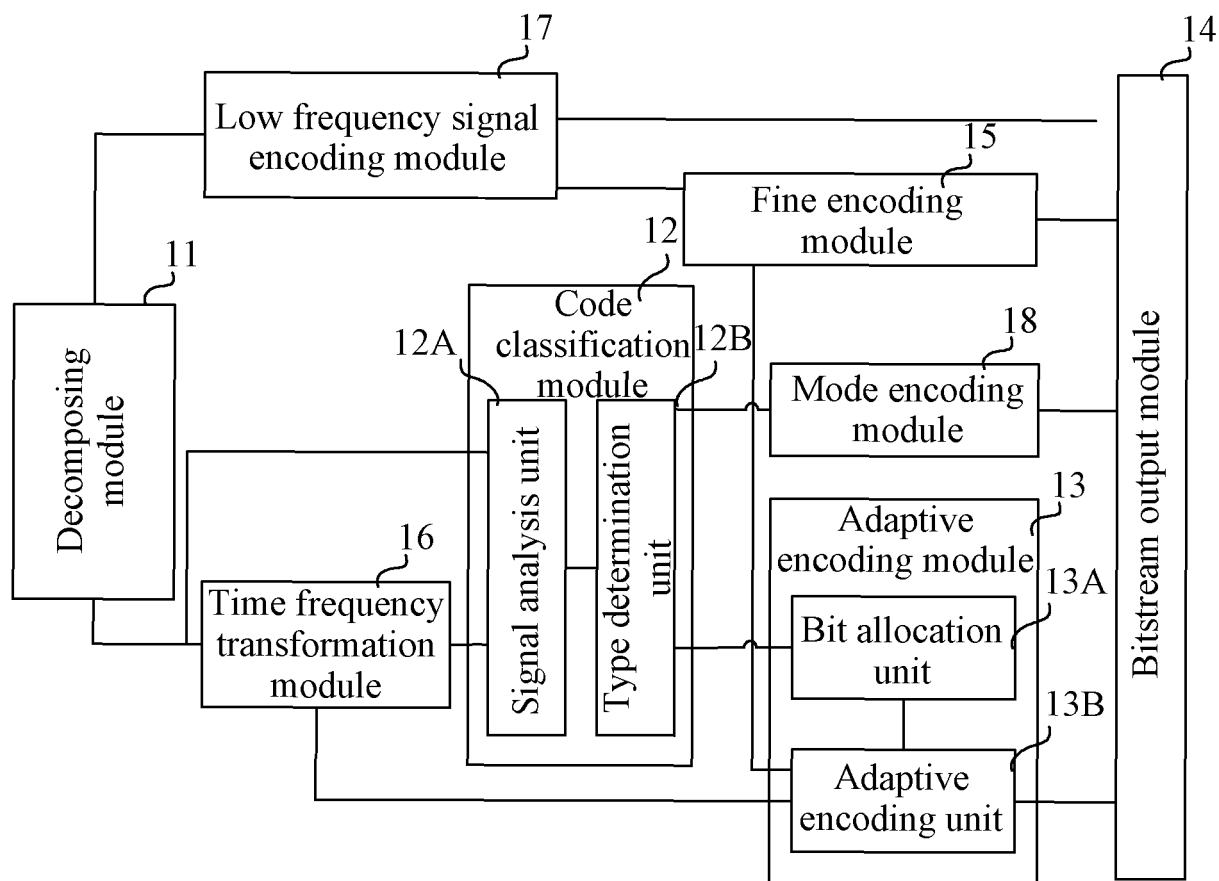 17
14
Low frequency signal
encoding module
15
Fine encoding
module
11
12
Decomposing
module
Code
classification
module
12A
12B
18
Mode encoding
module
Signal analysis unit
Type determination
unit
13
Adaptive
encoding module
16
Time frequency
transformation
module
13A
Bit allocation
unit
13B
Adaptive
encoding unit
Bitstream output module